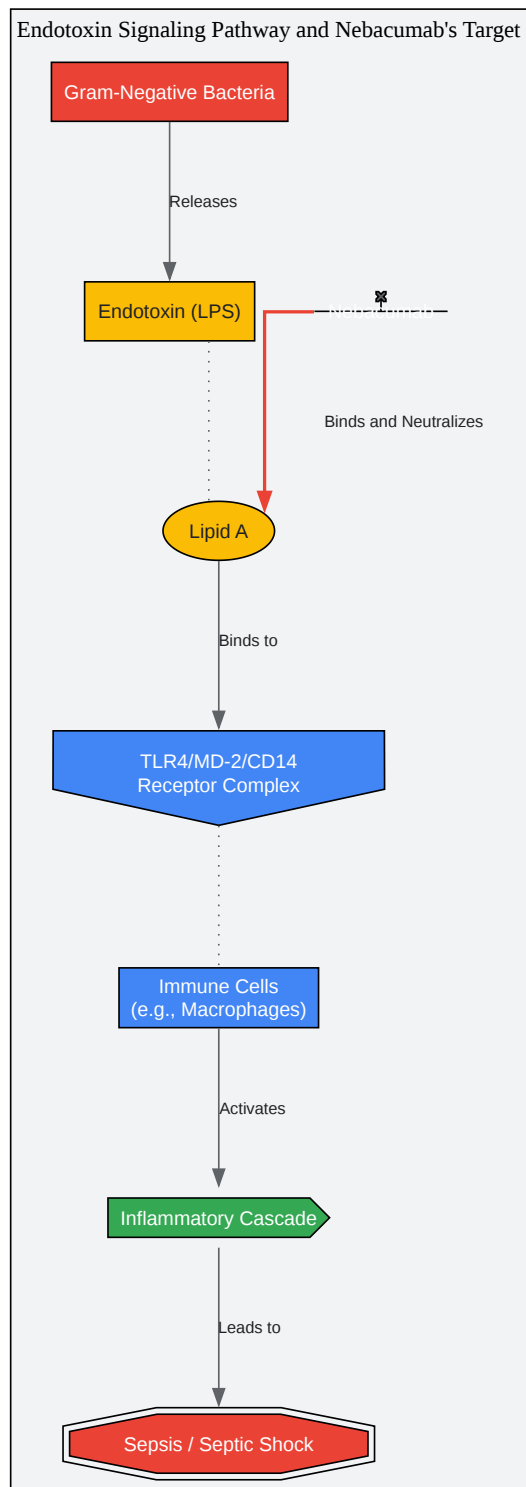 Endotoxin Signaling Pathway and Nebacumab's Target
Gram-Negative Bacteria
Releases
Endotoxin (LPS)
Nebacumab
Binds and Neutralizes
Lipid A
Binds to
TLR4/MD-2/CD14
Receptor Complex
Immune Cells
(e.g., Macrophages)
Activates
Inflammatory Cascade
Leads to
Sepsis / Septic Shock